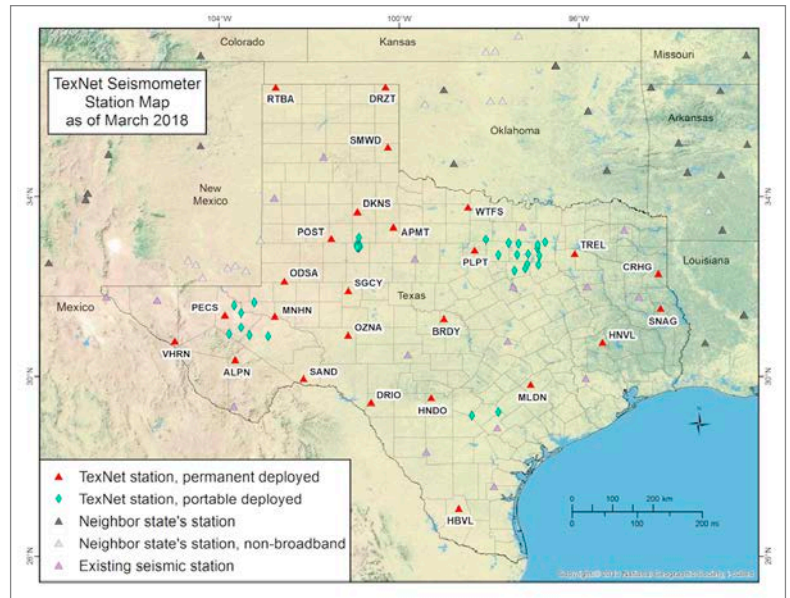 104°W
100°W
96°W
Colorado
Kansas
Missouri
TexNet Seismometer
Station Map
as of March 2018
RTBA
DRZT
Arkansas
SMWD
Oklahoma
34°N
34°N
New
Mexico
DKNS
WTFS
POST
APMT
TREL
PLPT
Louisiana
CRHG
ODSA
SGCY
Texas
Mexico
PECS
MNHN
SNAG
BRDY
OZNA
HNVL
VHRN
ALPN
SAND
30°N
30°N
MLDN
DRIO
HNDO
N
TexNet station, permanent deployed
TexNet station, portable deployed
Neighbor state's station
Neighbor state's station, non-broadband
Existing seismic station
HBVL
0 100 200 km
0 100 200 mi
26°N
26°N
104°W
100°W
96°W